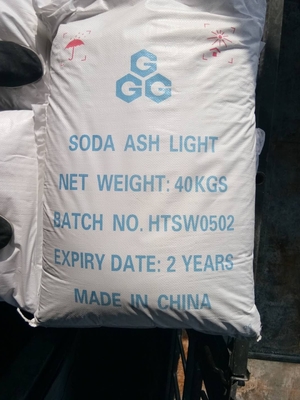 G
G G
SODA ASH LIGHT
NET WEIGHT: 40KGS
BATCH NO. HTSW0502
EXPIRY DATE: 2 YEARS
MADE IN CHINA